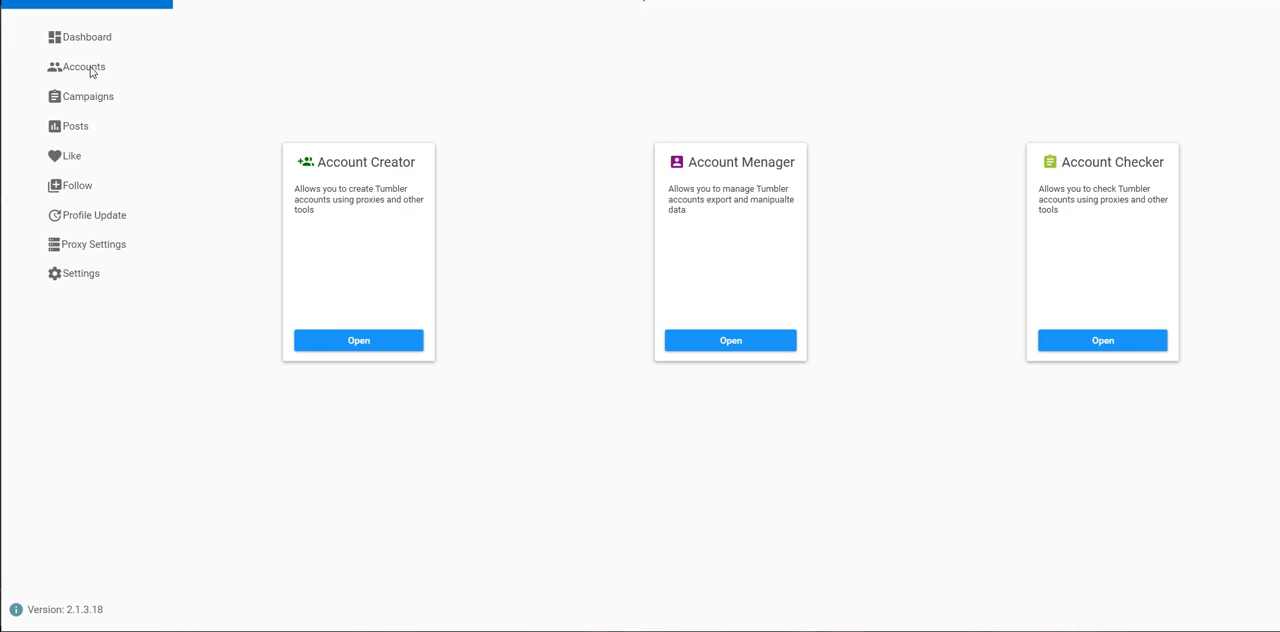 Dashboard
Accounts
Campaigns
Posts
Like
Follow
Profile Update
Proxy Settings
Settings
Account Creator
Allows you to create Tumbler
accounts using proxies and other
tools
Open
Account Menager
Allows you to manage Tumbler
accounts export and manipualte
data
Open
Account Checker
Allows you to check Tumbler
accounts using proxies and other
tools
Open
Version: 2.1.3.18